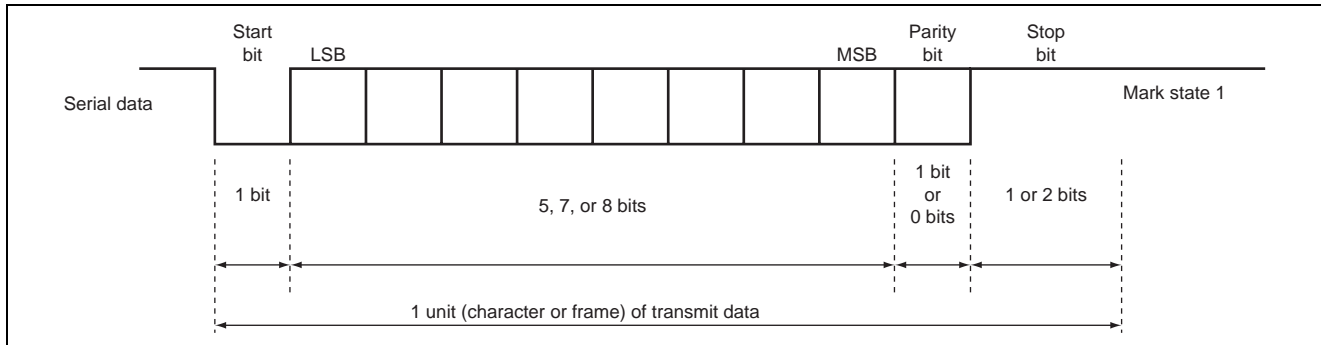 Start
bit
LSB
MSB
Parity
bit
Stop
bit
Serial data
Mark state 1
1 bit
5, 7, or 8 bits
1 bit
or
0 bits
1 or 2 bits
1 unit (character or frame) of transmit data